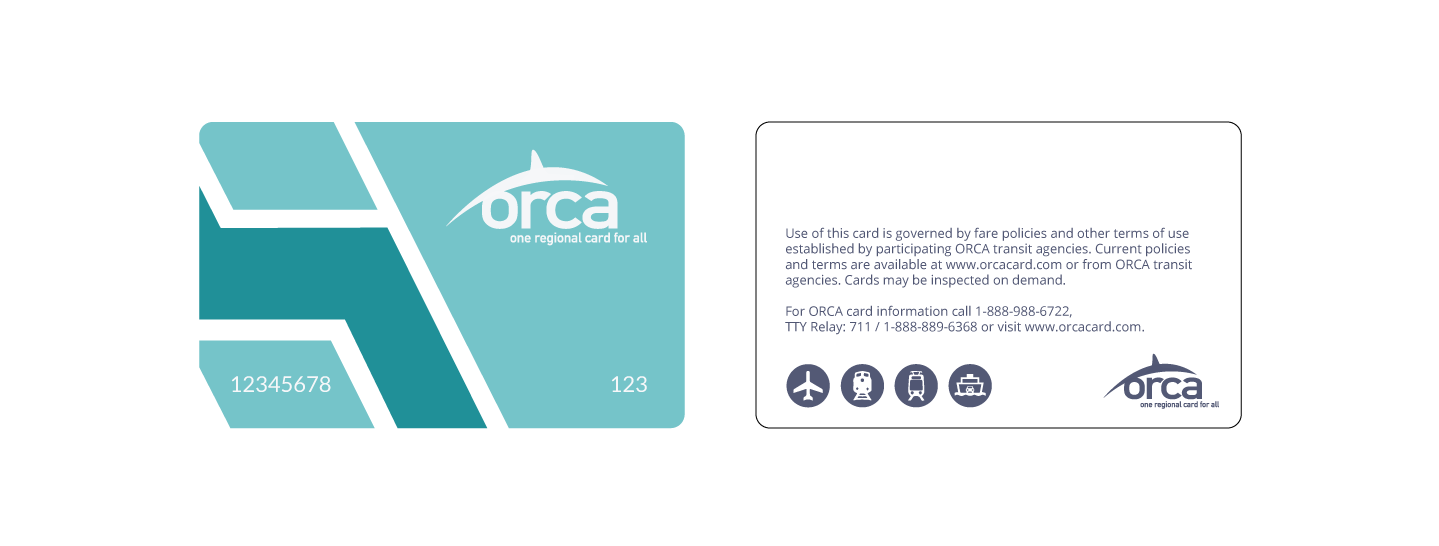 orca
one regional card for all
12345678
123
Use of this card is governed by fare policies and other terms of use
established by participating ORCA transit agencies. Current policies
and terms are available at www.orcacard.com or from ORCA transit
agencies. Cards may be inspected on demand.
For ORCA card information call 1-888-988-6722,
TTY Relay: 711 / 1-888-889-6368 or visit www.orcacard.com.
orca
one regional card for all